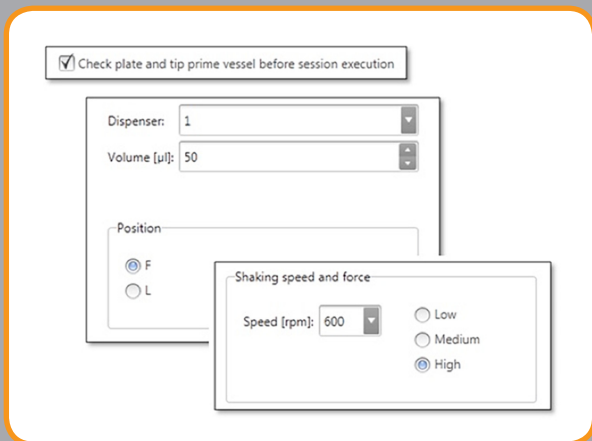 Check plate and tip prime vessel before session execution
Dispenser: 1
Volume [µl]: 50
Position
F
L
Shaking speed and force
Speed [rpm]: 600
Low
Medium
High